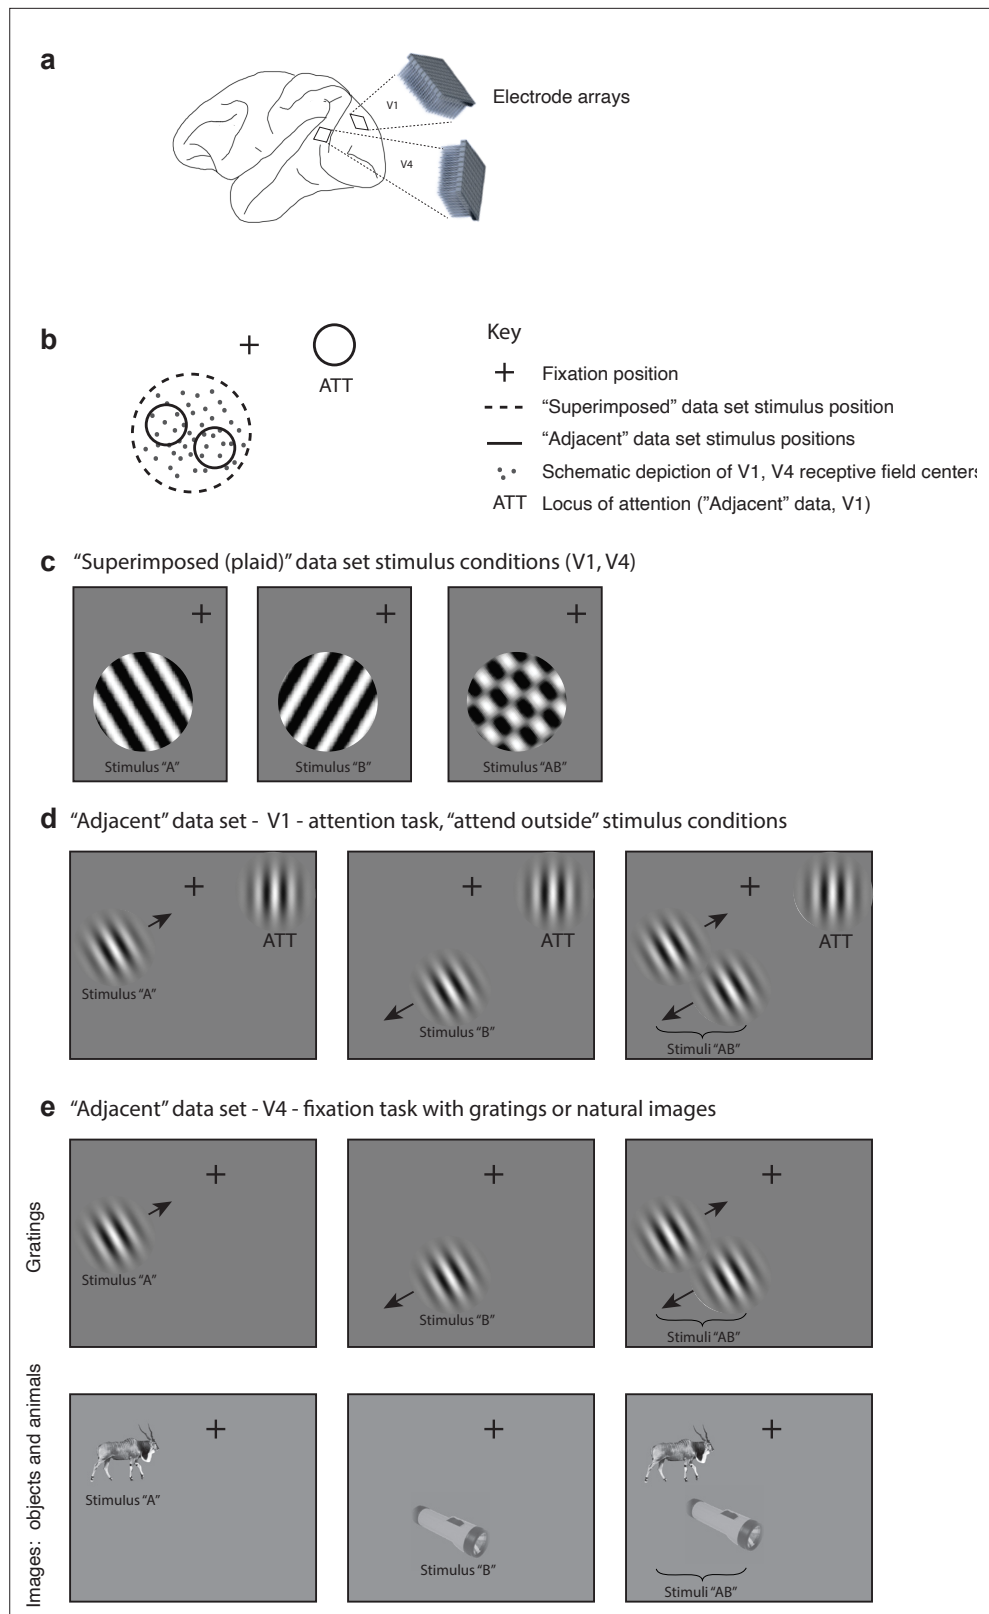 a
V1
Electrode arrays
V4
b
ATT
Key
Fixation position
“Superimposed” data set stimulus position
“Adjacent” data set stimulus positions
Schematic depiction of V1, V4 receptive field centers
ATT Locus of attention (”Adjacent” data, V1)
c “Superimposed (plaid)” data set stimulus conditions (V1, V4)
Stimulus “A” Stimulus “B” Stimulus “AB”
d “Adjacent” data set - V1 - attention task, “attend outside” stimulus conditions
ATT ATT ATT
Stimulus “A”
Stimulus “B”
Stimuli “AB”
e “Adjacent” data set - V4 - fixation task with gratings or natural images
Gratings
Stimulus “A”
Stimulus “B”
Stimuli “AB”
Images: objects and animals
Stimulus “A”
Stimulus “B”
Stimuli “AB”